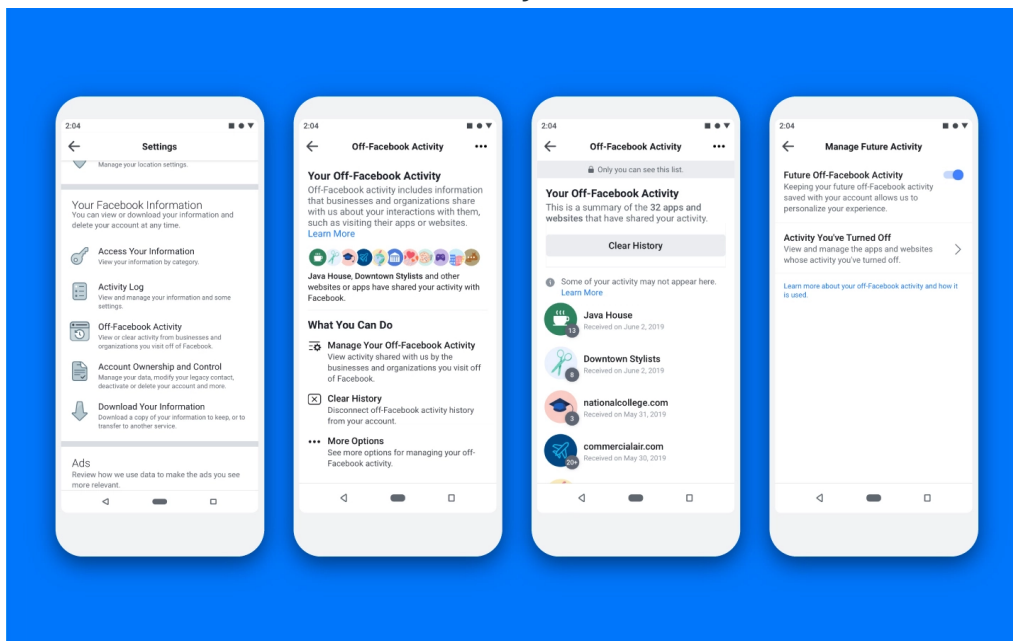 2:04
Settings
Manage your location settings.
Your Facebook Information
You can view or download your information and
delete your account at any time.
Access Your Information
View your information by category.
Activity Log
View and manage your information and some
settings.
Off-Facebook Activity
View or clear activity from businesses and
organizations you visit off of Facebook.
Account Ownership and Control
Manage your data, modify your legacy contact,
deactivate or delete your account and more.
Download Your Information
Download a copy of your information to keep, or to
transfer to another service.
Ads
Review how we use data to make the ads you see
more relevant.
2:04
Off-Facebook Activity
Your Off-Facebook Activity
Off-Facebook activity includes information
that businesses and organizations share
with us about your interactions with them,
such as visiting their apps or websites.
Learn More
Java House, Downtown Stylists and other
websites or apps have shared your activity with
Facebook.
What You Can Do
Manage Your Off-Facebook Activity
View activity shared with us by the
businesses and organizations you visit off
of Facebook.
Clear History
Disconnect off-Facebook activity history
from your account.
More Options
See more options for managing your off-
Facebook activity.
2:04
Off-Facebook Activity
Only you can see this list.
Your Off-Facebook Activity
This is a summary of the 32 apps and
websites that have shared your activity.
Clear History
Some of your activity may not appear here.
Learn More
Java House
13
Received on June 2, 2019
Downtown Stylists
8
Received on June 2, 2019
nationalcollege.com
3
Received on May 31, 2019
commercialair.com
20+
Received on May 30, 2019
2:04
Manage Future Activity
Future Off-Facebook Activity
Keeping your future off-Facebook activity
saved with your account allows us to
personalize your experience.
Activity You've Turned Off
View and manage the apps and websites
whose activity you've turned off.
Learn more about your off-Facebook activity and how it
is used.